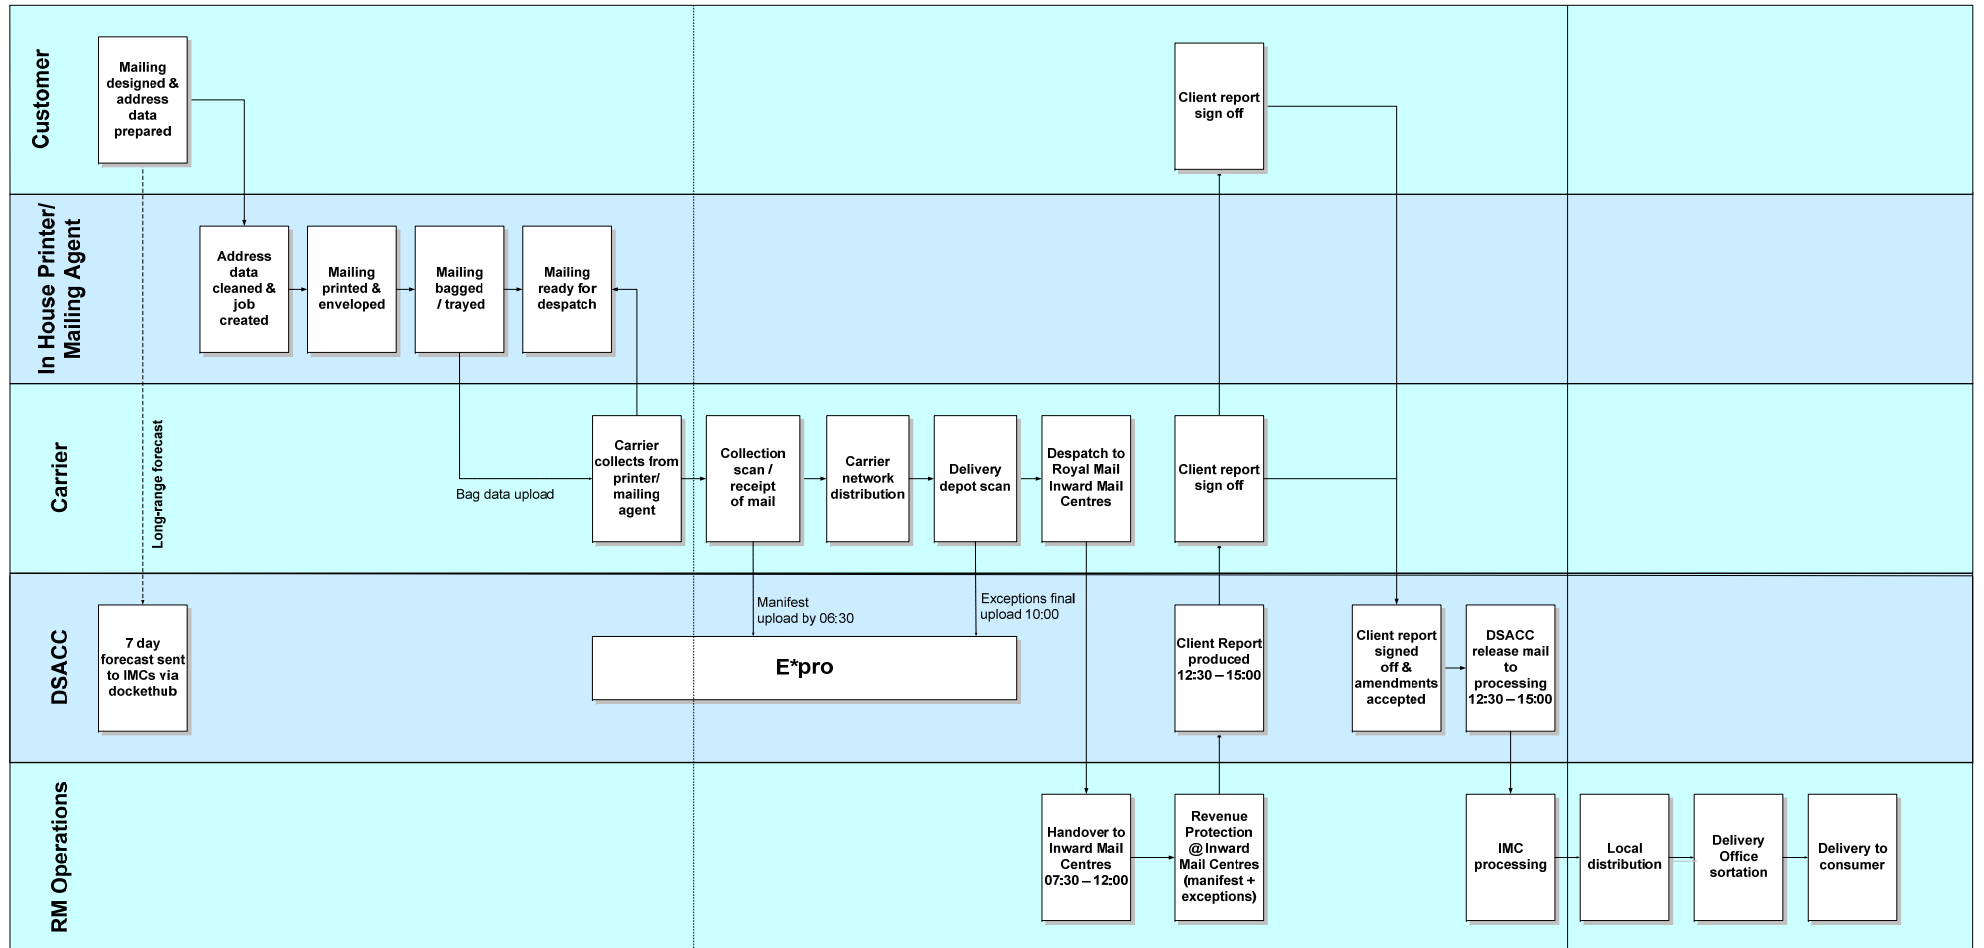 Customer
Mailing
designed &
address
data
prepared
Client report
sign off
In House Printer/
Mailing Agent
Address
data
cleaned &
job
created
Mailing
printed &
enveloped
Mailing
bagged
/ trayed
Mailing
ready for
despatch
Carrier
Long-range forecast
Bag data upload
Carrier
collects from
printer/
mailing
agent
Collection
scan /
receipt
of mail
Carrier
network
distribution
Delivery
depot scan
Despatch to
Royal Mail
Inward Mail
Centres
Client report
sign off
DSACC
7 day
forecast sent
to IMCs via
dockethub
Manifest
upload by 06:30
Exceptions final
upload 10:00
E*pro
Client Report
produced
12:30 – 15:00
Client report
signed
off &
amendments
accepted
DSACC
release mail
to
processing
12:30 – 15:00
RM Operations
Handover to
Inward Mail
Centres
07:30 – 12:00
Revenue
Protection
@ Inward
Mail Centres
(manifest +
exceptions)
IMC
processing
Local
distribution
Delivery
Office
sortation
Delivery to
consumer